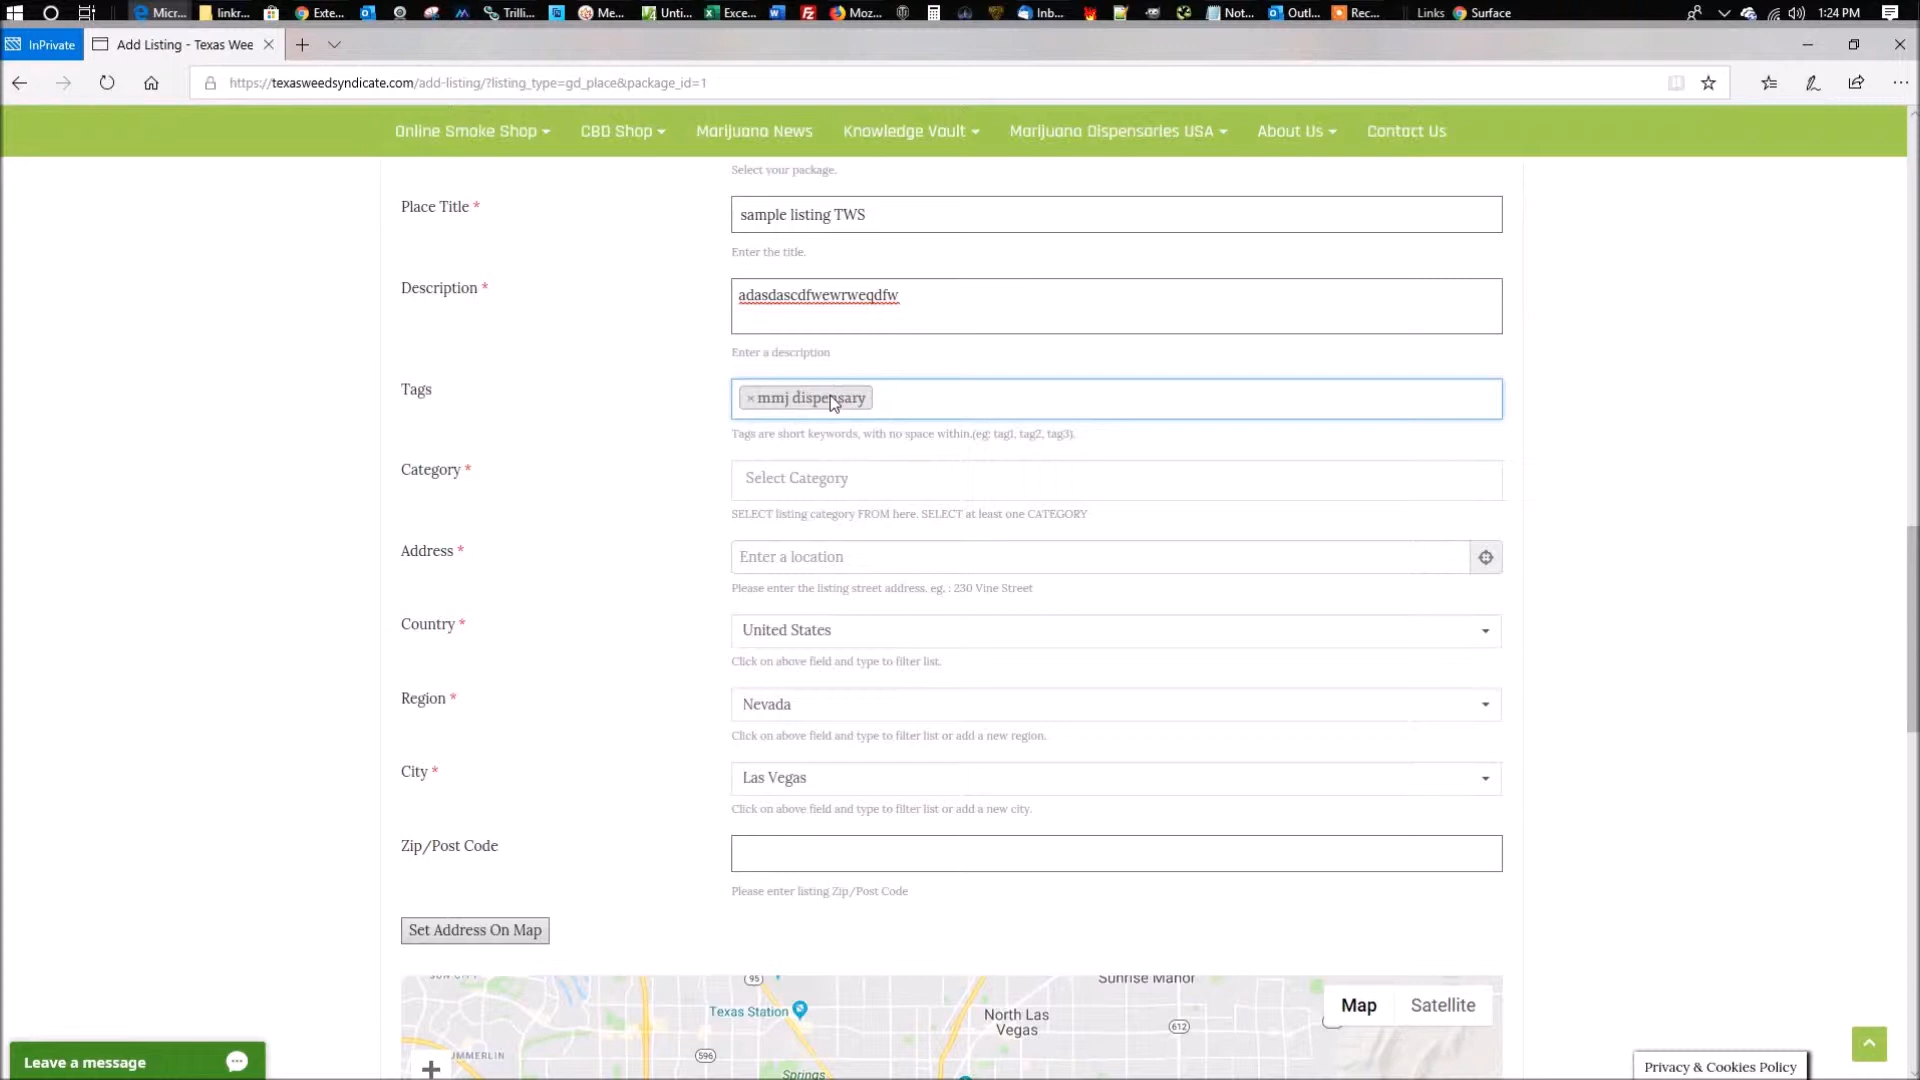 linkr...
Exte...
Trilli...
Me...
Unti...
Exce...
Moz...
Inb...
Not...
Outl...
Rec...
Links
Surface
1:24 PM
Micr...
InPrivate
Add Listing - Texas Wee
https://texasweedsyndicate.com/add-listing/?listing_type=gd_place&package_id=1
Online Smoke Shop
CBD Shop
Marijuana News
Knowledge Vault
Marijuana Dispensaries USA
About Us
Contact Us
Select your package.
Place Title *
sample listing TWS
Enter the title.
Description *
adasdascdfwewrweqdfw
Enter a description
Tags
× mmj dispensary
Tags are short keywords, with no space within.(eg: tag1, tag2, tag3).
Category *
Select Category
SELECT listing category FROM here. SELECT at least one CATEGORY
Address *
Enter a location
Please enter the listing street address. eg. : 230 Vine Street
Country *
United States
Click on above field and type to filter list.
Region *
Nevada
Click on above field and type to filter list or add a new region.
City *
Las Vegas
Click on above field and type to filter list or add a new city.
Zip/Post Code
Please enter listing Zip/Post Code
Set Address On Map
95
Sunrise Manor
Texas Station
North Las
Vegas
612
Map
Satellite
UMMERLIN
596
Springs
Leave a message
Privacy & Cookies Policy